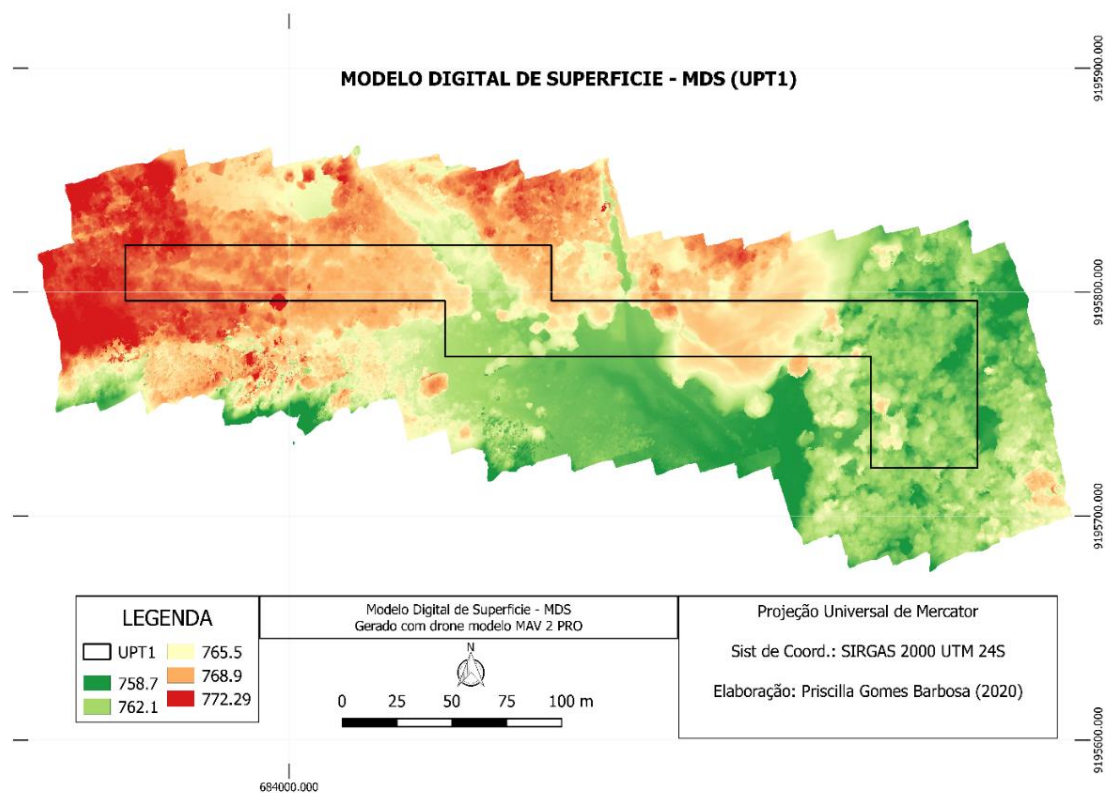 MODELO DIGITAL DE SUPERFICIE - MDS (UPT1)
9195900.000
9195800.000
9195700.000
9195600.000
684000.000
LEGENDA
UPT1
758.7
762.1
765.5
768.9
772.29
Modelo Digital de Superficie - MDS
Gerado com drone modelo MAV 2 PRO
N
0 25 50 75 100 m
Projeção Universal de Mercator
Sist de Coord.: SIRGAS 2000 UTM 24S
Elaboração: Priscilla Gomes Barbosa (2020)